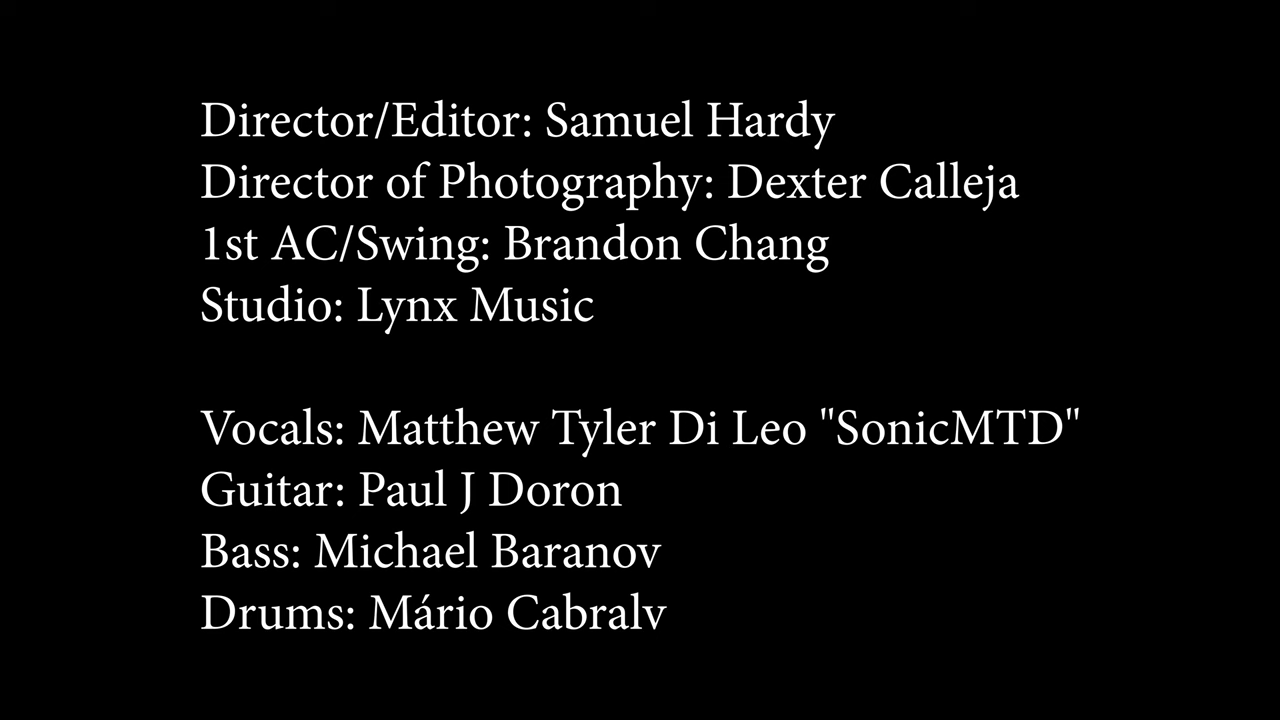 Director/Editor: Samuel Hardy
Director of Photography: Dexter Calleja
1st AC/Swing: Brandon Chang
Studio: Lynx Music
Vocals: Matthew Tyler Di Leo "SonicMTD"
Guitar: Paul J Doron
Bass: Michael Baranov
Drums: Mário Cabralv